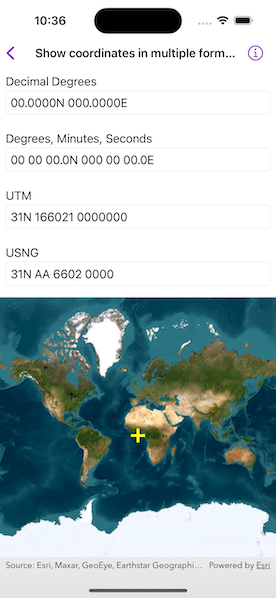 10:36
Show coordinates in multiple form...
Decimal Degrees
00.0000N 000.0000E
Degrees, Minutes, Seconds
00 00 00.0N 000 00 00.0E
UTM
31N 166021 0000000
USNG
31N AA 6602 0000
Source: Esri, Maxar, GeoEye, Earthstar Geographi... Powered by Esri